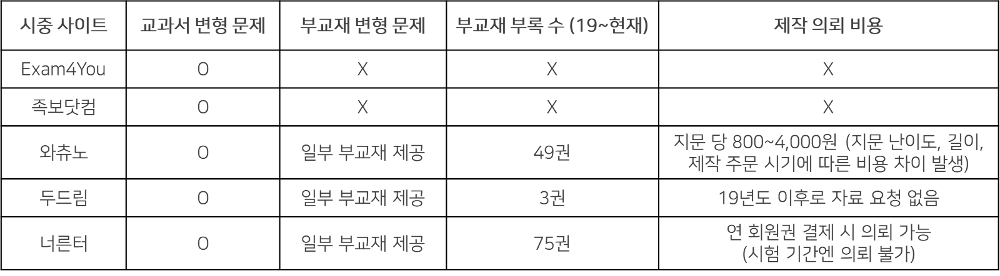 시중 사이트 교과서 변형 문제 부교재 변형 문제 부교재 부록 수 (19~현재) 제작 의뢰 비용
Exam4You O X X X
족보닷컴 O X X X
와츄노 O 일부 부교재 제공 49권 지문 당 800~4,000원 (지문 난이도, 길이,
제작 주문 시기에 따른 비용 차이 발생)
두드림 O 일부 부교재 제공 3권 19년도 이후로 자료 요청 없음
너른터 O 일부 부교재 제공 75권 연 회원권 결제 시 의뢰 가능
(시험 기간엔 의뢰 불가)